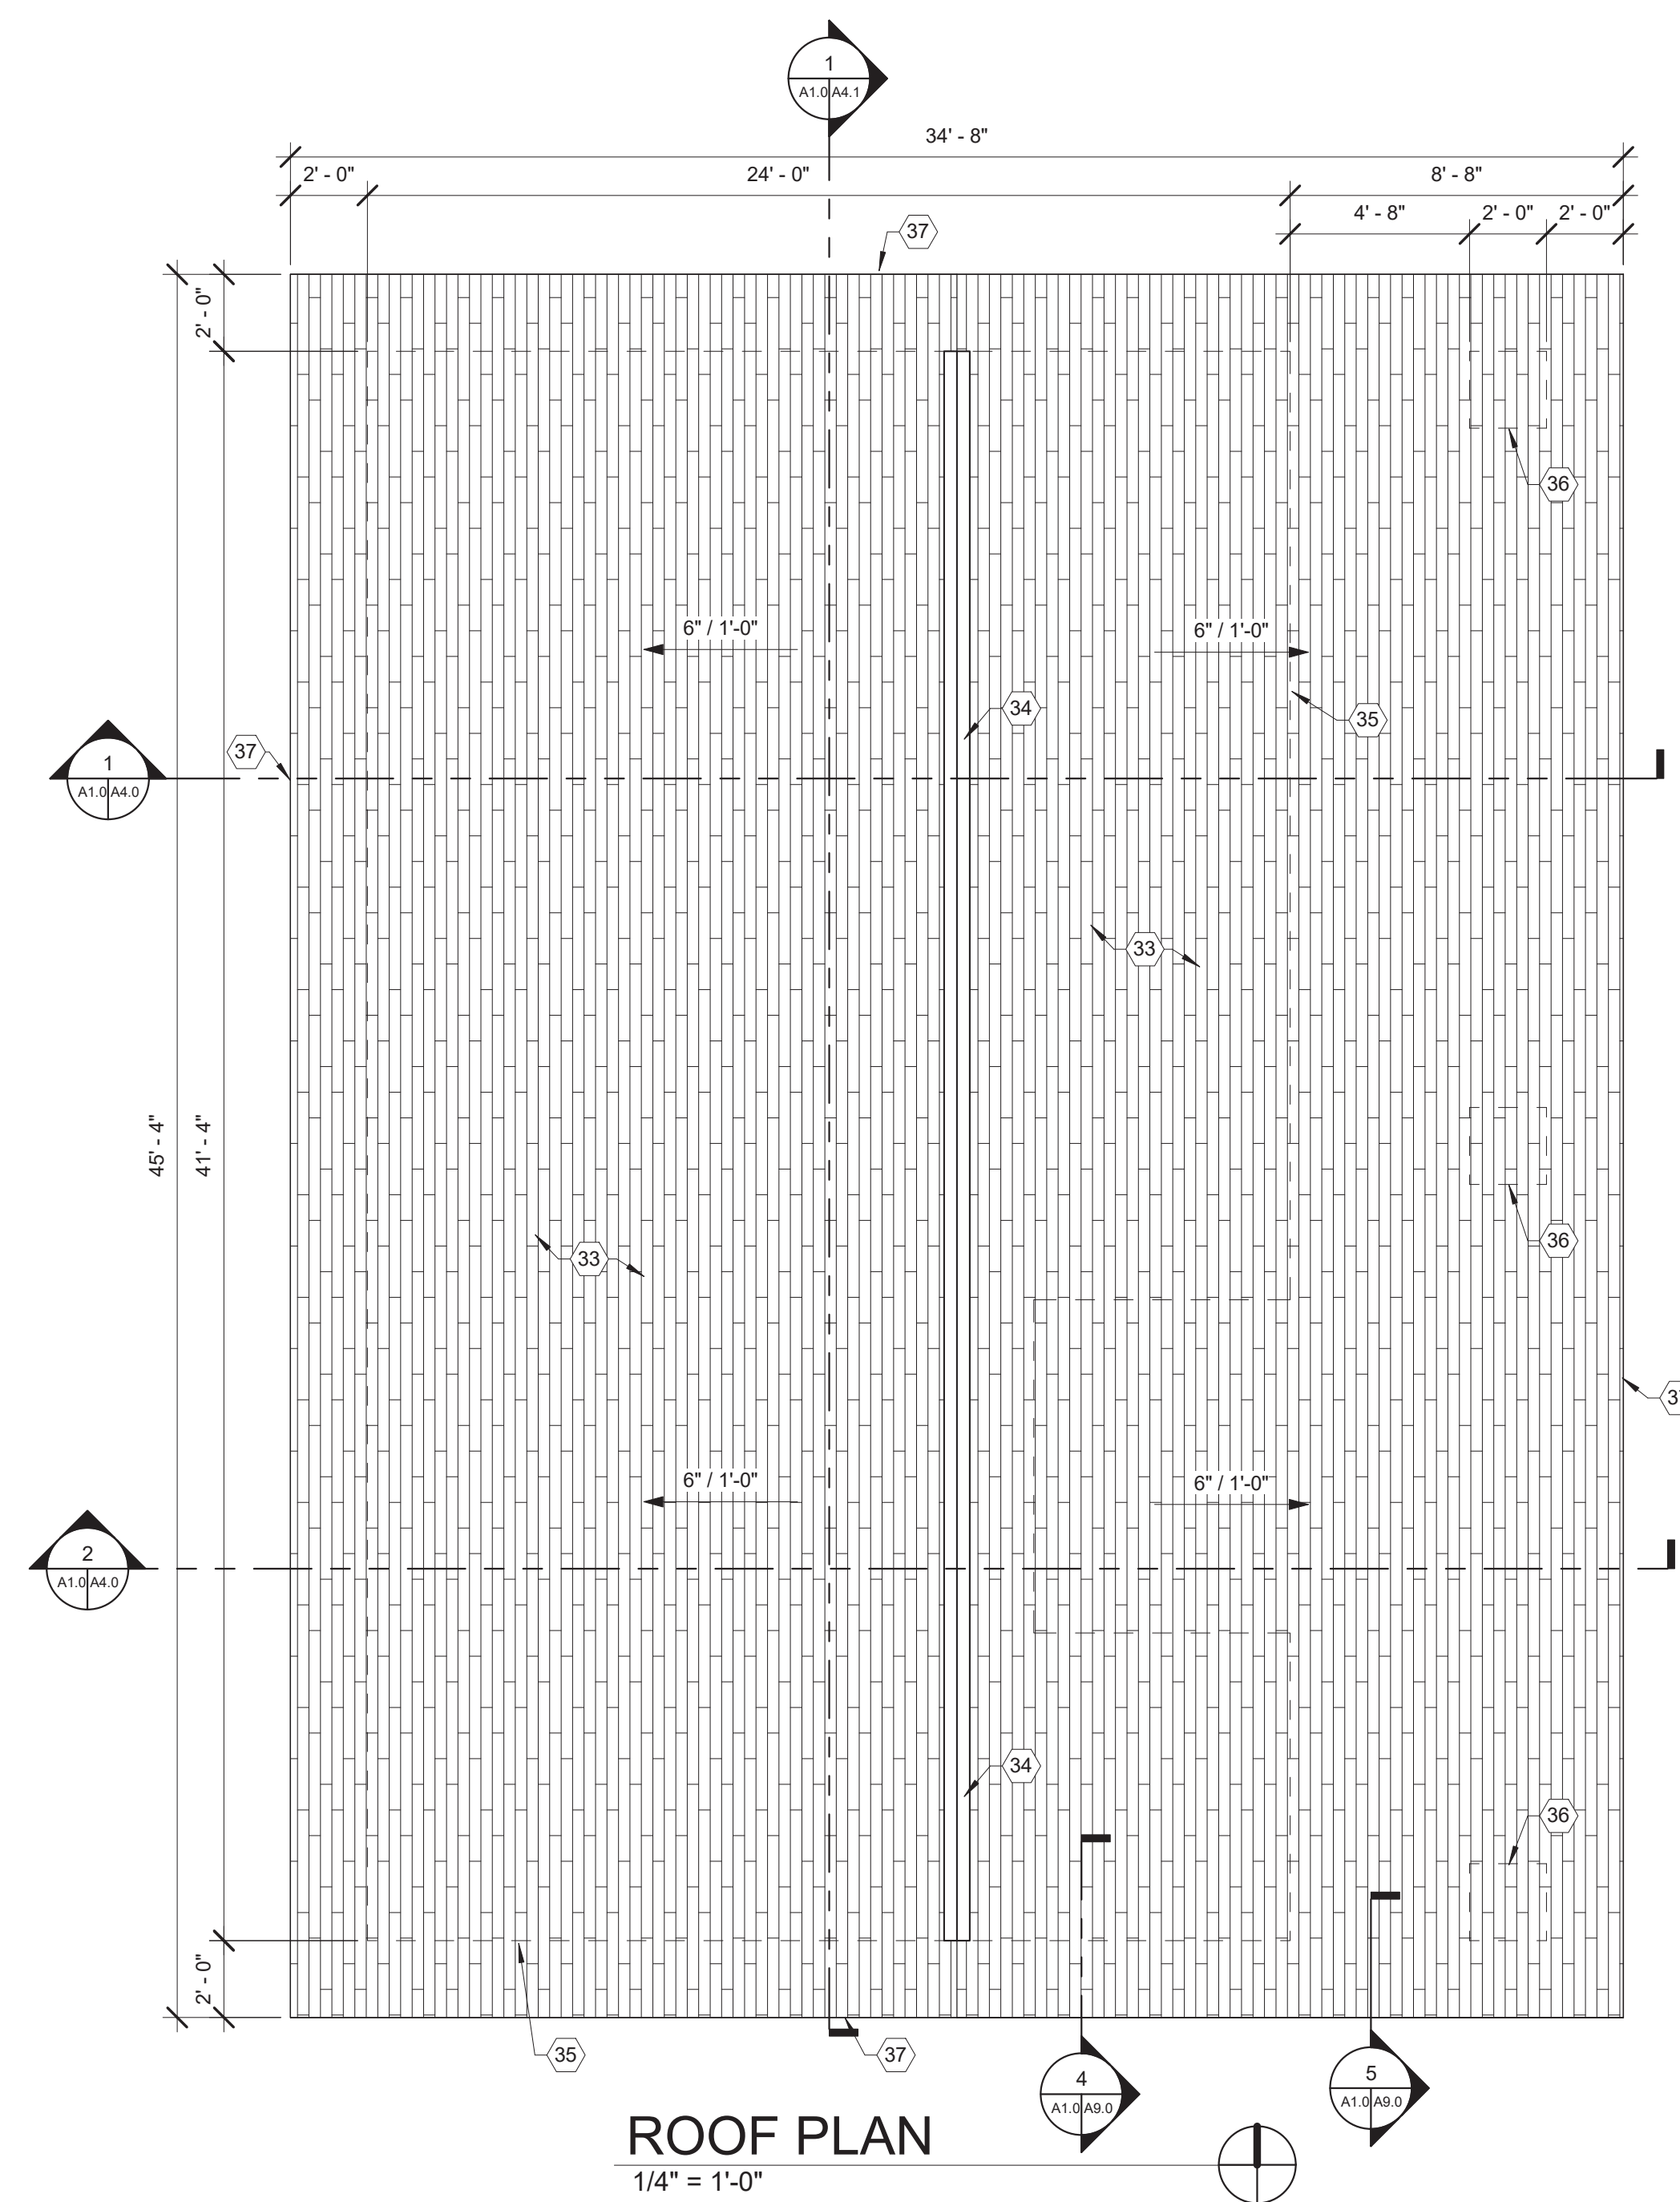 1
A1.0 A4.1
34' - 8"
2' - 0"
24' - 0"
8' - 8"
4' - 8"
2' - 0"
2' - 0"
37
2' - 0"
36
6" / 1'-0"
6" / 1'-0"
34
35
37
1
A1.0 A4.0
33
45' - 4"
41' - 4"
36
33
6" / 1'-0"
6" / 1'-0"
2
A1.0 A4.0
34
36
2' - 0"
35
37
4
A1.0 A9.0
5
A1.0 A9.0
ROOF PLAN
1/4" = 1'-0"